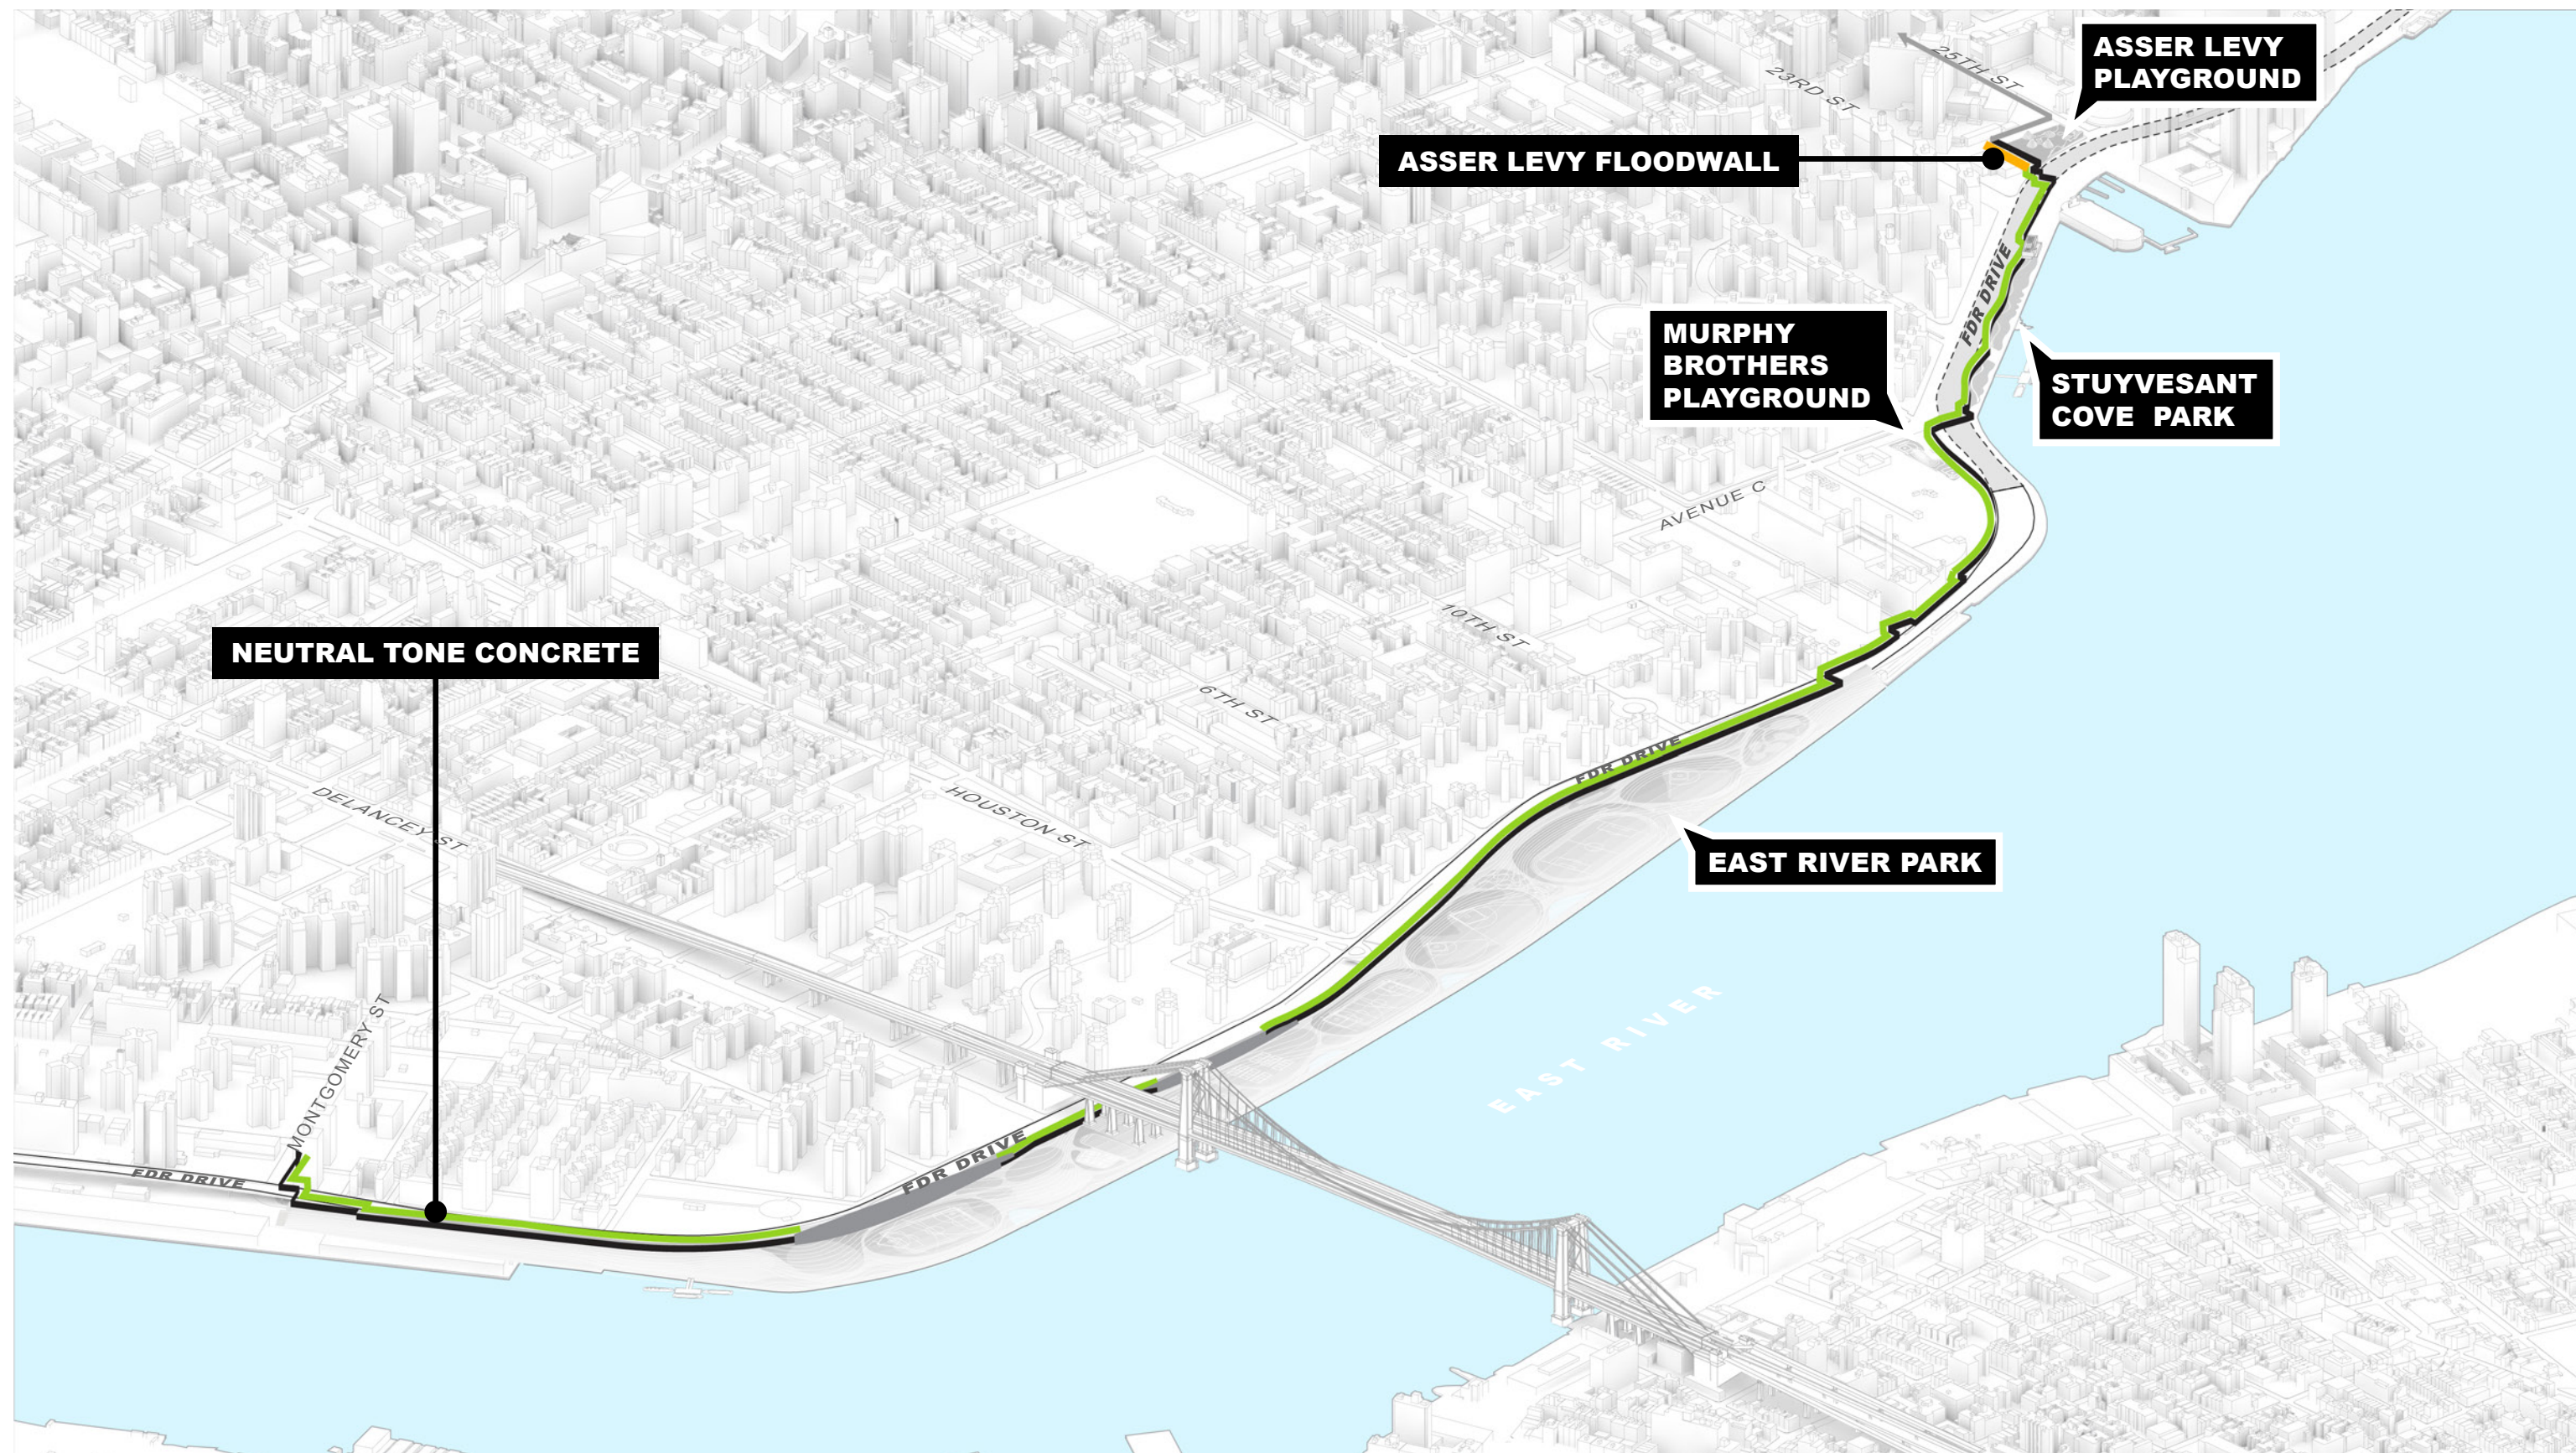 ASSER LEVY
PLAYGROUND
25TH ST
23RD ST
ASSER LEVY FLOODWALL
FDR DRIVE
MURPHY
BROTHERS
PLAYGROUND
STUYVESANT
COVE PARK
AVENUE C
10TH ST
NEUTRAL TONE CONCRETE
6TH ST
FDR DRIVE
DELANCEY ST
HOUSTON ST
EAST RIVER PARK
EAST RIVER
MONTGOMERY ST
FDR DRIVE
FDR DRIVE